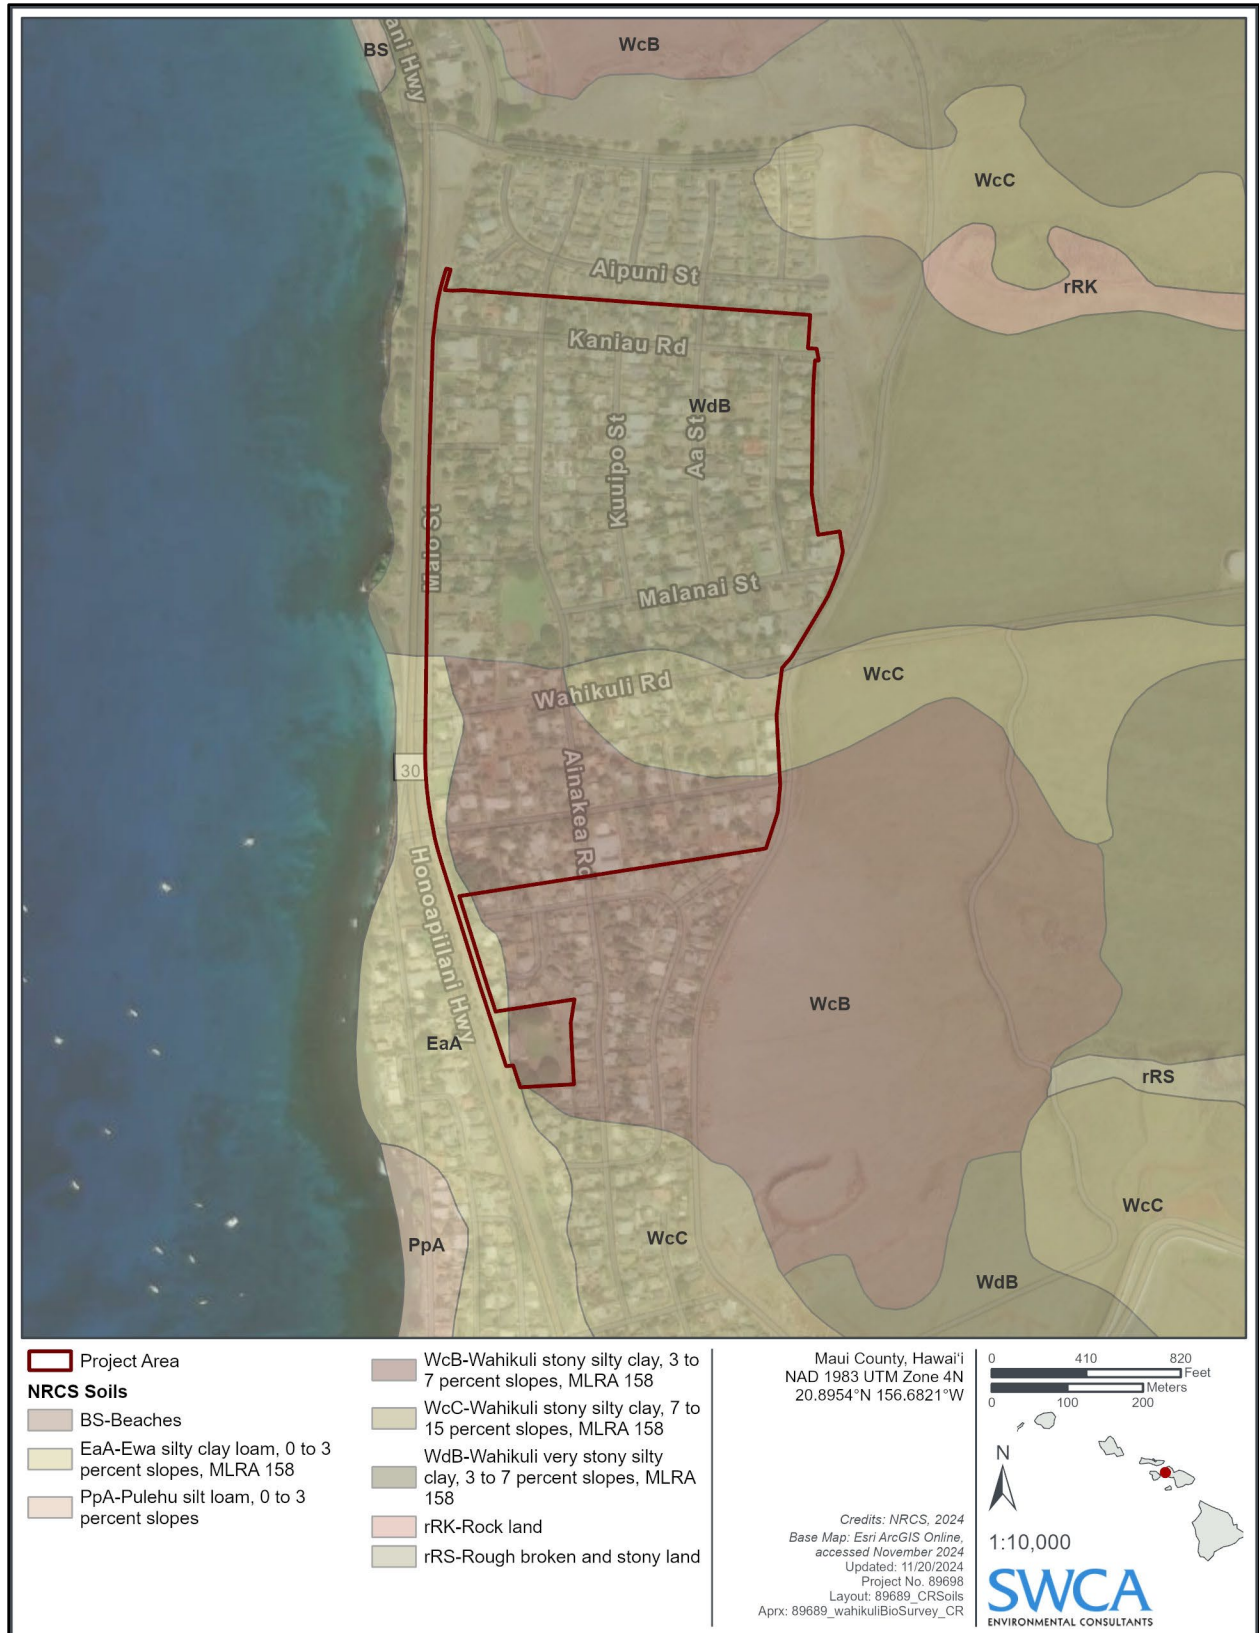 BS
ani Hwy
WcB
WcC
Aipuni St
rRK
Kaniau Rd
WdB
Kuuipo St
Aa St
Malo St
Malanai St
Wahikuli Rd
WcC
30
Ainakea Rd
Honoapiilani Hwy
WcB
EaA
rRS
WcC
PpA
WcC
WdB
Project Area
NRCS Soils
BS-Beaches
EaA-Ewa silty clay loam, 0 to 3
percent slopes, MLRA 158
PpA-Pulehu silt loam, 0 to 3
percent slopes
WcB-Wahikuli stony silty clay, 3 to
7 percent slopes, MLRA 158
WcC-Wahikuli stony silty clay, 7 to
15 percent slopes, MLRA 158
WdB-Wahikuli very stony silty
clay, 3 to 7 percent slopes, MLRA
158
rRK-Rock land
rRS-Rough broken and stony land
Maui County, Hawaiʻi
NAD 1983 UTM Zone 4N
20.8954°N 156.6821°W
Credits: NRCS, 2024
Base Map: Esri ArcGIS Online,
accessed November 2024
Updated: 11/20/2024
Project No. 89698
Layout: 89689_CRSoils
Aprx: 89689_wahikuliBioSurvey_CR
0 410 820
Feet
Meters
0 100 200
N
1:10,000
SWCA
ENVIRONMENTAL CONSULTANTS